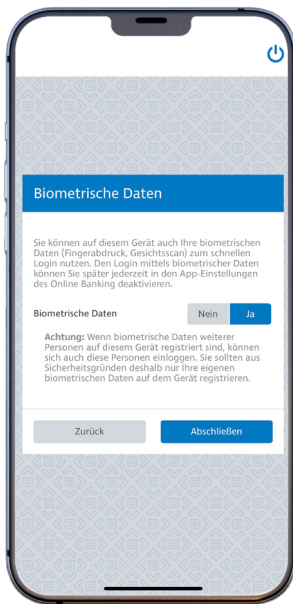 Biometrische Daten
Sie können auf diesem Gerät auch Ihre biometrischen
Daten (Fingerabdruck, Gesichtsscan) zum schnellen
Login nutzen. Den Login mittels biometrischer Daten
können Sie später jederzeit in den App-Einstellungen
des Online Banking deaktivieren.
Biometrische Daten Nein Ja
Achtung: Wenn biometrische Daten weiterer
Personen auf diesem Gerät registriert sind, können
sich auch diese Personen einloggen. Sie sollten aus
Sicherheitsgründen deshalb nur Ihre eigenen
biometrischen Daten auf dem Gerät registrieren.
Zurück Abschließen